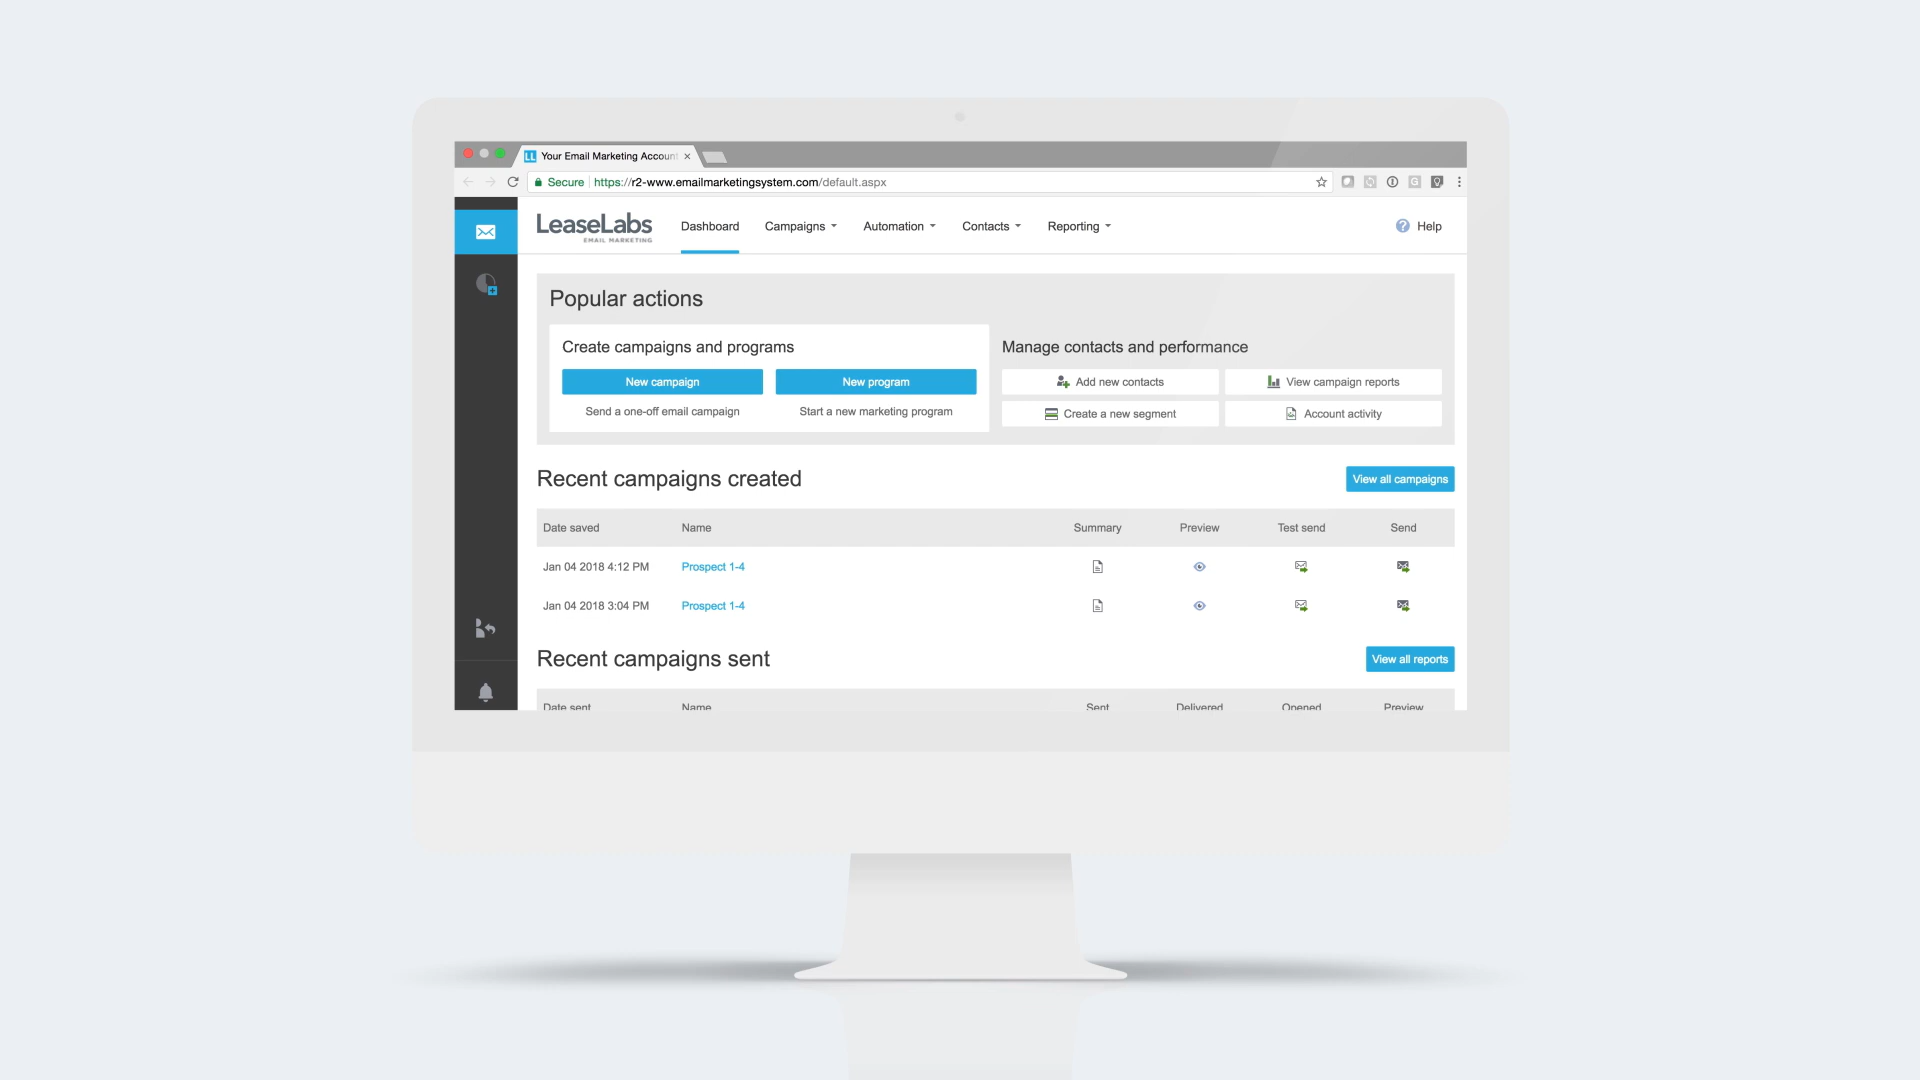 LL Your Email Marketing Accoun
Secure https://r2-www.emailmarketingsystem.com/default.aspx
LeaseLabs
EMAIL MARKETING
Dashboard Campaigns Automation Contacts Reporting
? Help
Popular actions
Create campaigns and programs
New campaign New program
Send a one-off email campaign Start a new marketing program
Manage contacts and performance
Add new contacts View campaign reports
Create a new segment Account activity
Recent campaigns created
View all campaigns
Date saved Name Summary Preview Test send Send
Jan 04 2018 4:12 PM Prospect 1-4
Jan 04 2018 3:04 PM Prospect 1-4
Recent campaigns sent
View all reports
Date sent Name Sent Delivered Opened Preview